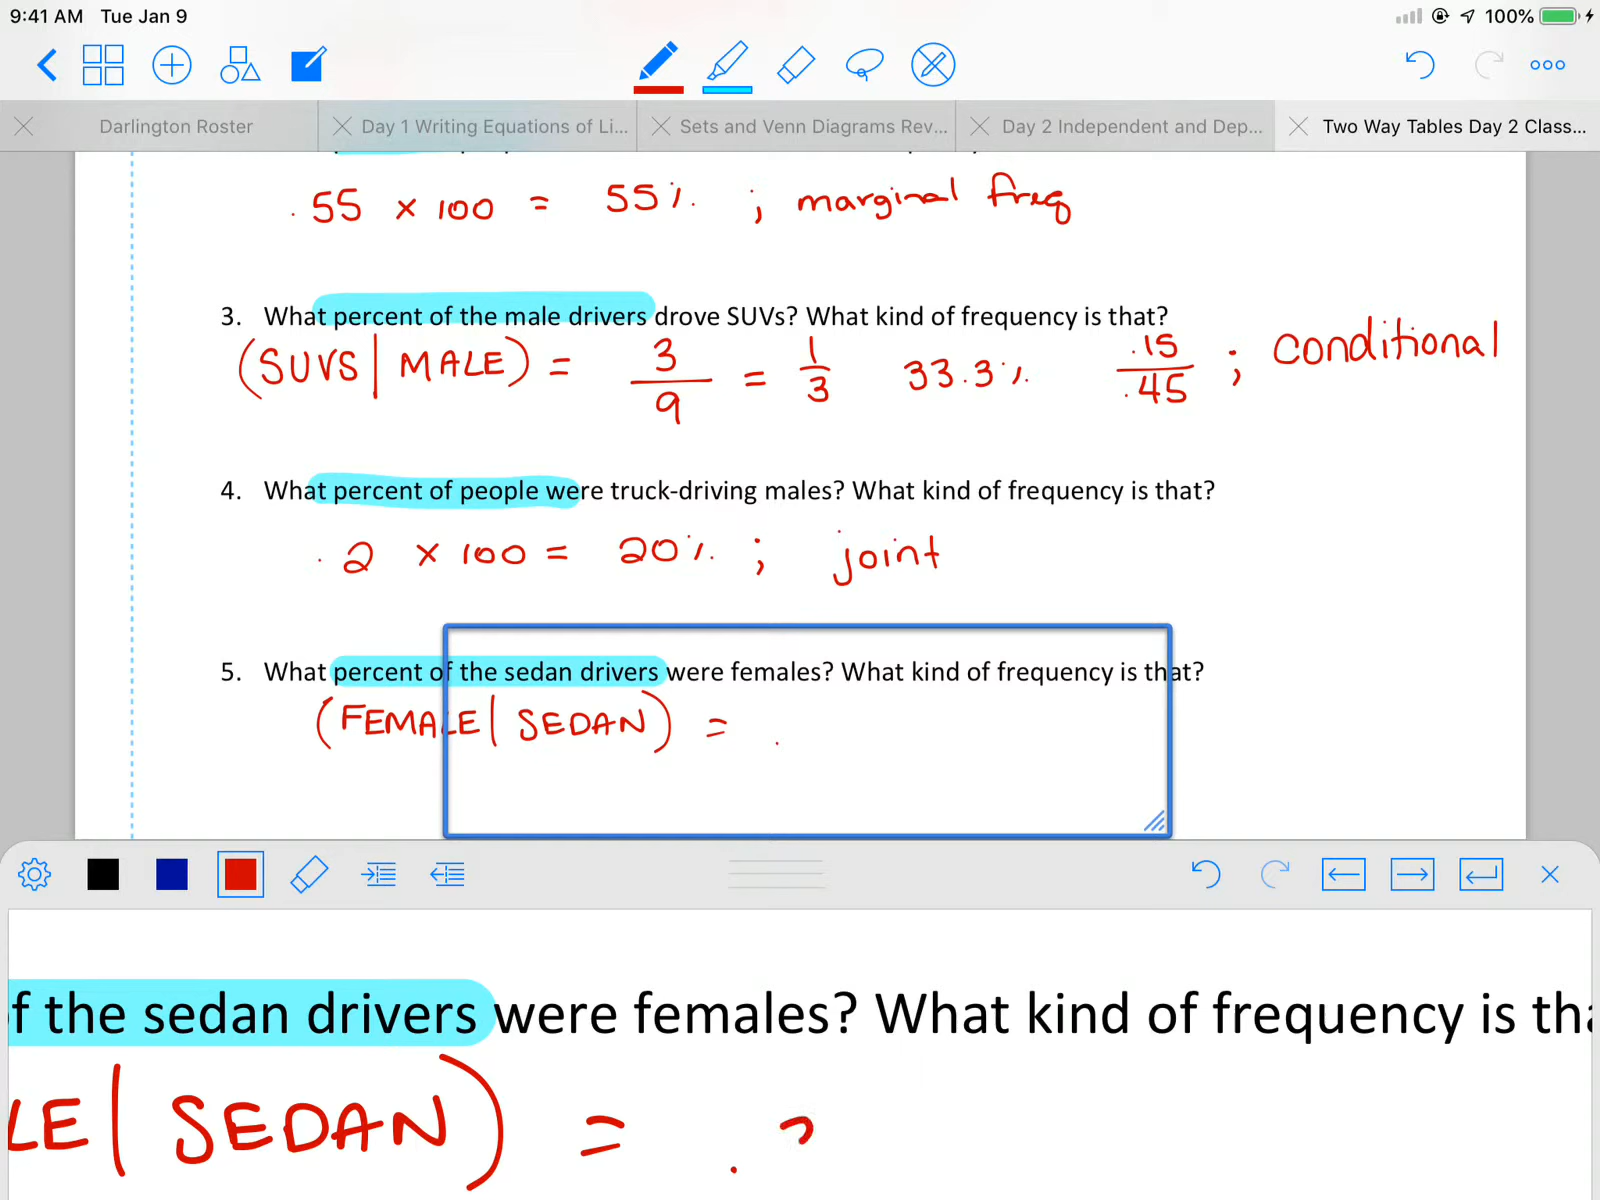 9:41 AM Tue Jan 9
100%
Darlington Roster
Day 1 Writing Equations of Li...
Sets and Venn Diagrams Rev...
Day 2 Independent and Dep...
Two Way Tables Day 2 Class...
.55 x 100 = 55% ; marginal freq
3. What percent of the male drivers drove SUVs? What kind of frequency is that?
(SUVS | MALE) = 3/9 = 1/3 33.3% .15/.45 ; conditional
4. What percent of people were truck-driving males? What kind of frequency is that?
.2 x 100 = 20% ; joint
5. What percent of the sedan drivers were females? What kind of frequency is that?
(FEMALE | SEDAN) = .
f the sedan drivers were females? What kind of frequency is tha
LE | SEDAN) = .